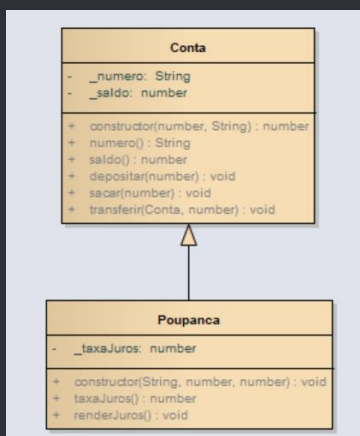 Conta
- _numero: String
- _saldo: number
+ constructor(number, String) : number
+ numero() : String
+ saldo() : number
+ depositar(number) : void
+ sacar(number) : void
+ transferir(Conta, number) : void
Poupanca
- _taxaJuros: number
+ constructor(String, number, number) : void
+ taxaJuros() : number
+ renderJuros() : void